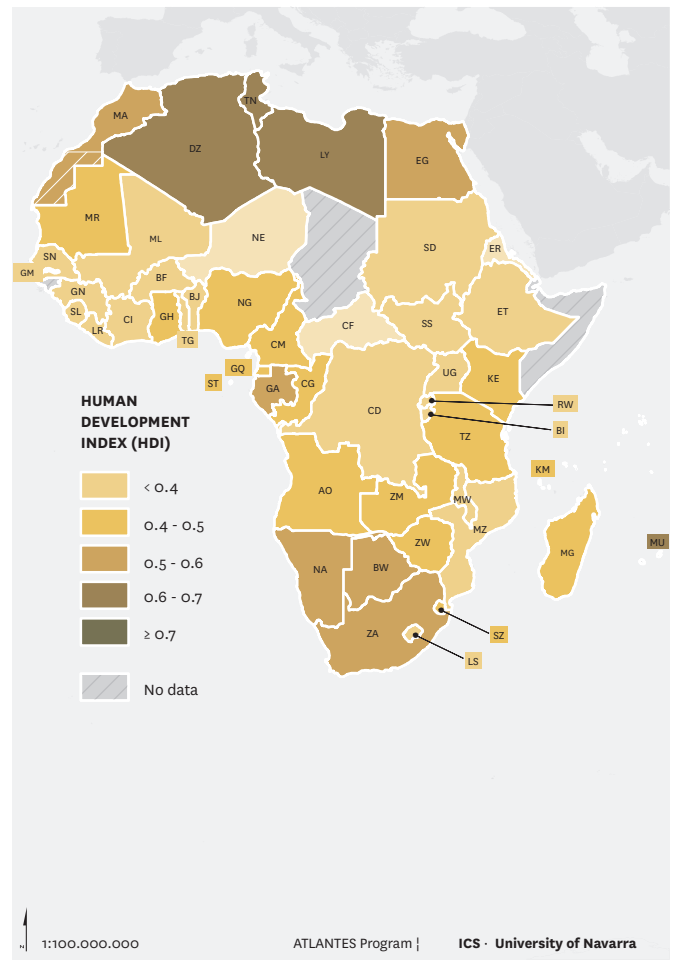 TN
MA
DZ
LY
EG
MR
ML
NE
SD
ER
SN
GM
BF
GN
BJ
NG
ET
SL
CI
GH
LR
TG
CF
SS
CM
GQ
ST
GA
CG
UG
KE
CD
RW
BI
TZ
KM
AO
ZM
MW
MZ
ZW
MG
MU
NA
BW
ZA
SZ
LS
HUMAN
DEVELOPMENT
INDEX (HDI)
< 0.4
0.4 - 0.5
0.5 - 0.6
0.6 - 0.7
≥ 0.7
No data
N
1:100.000.000
ATLANTES Program ¦ ICS · University of Navarra